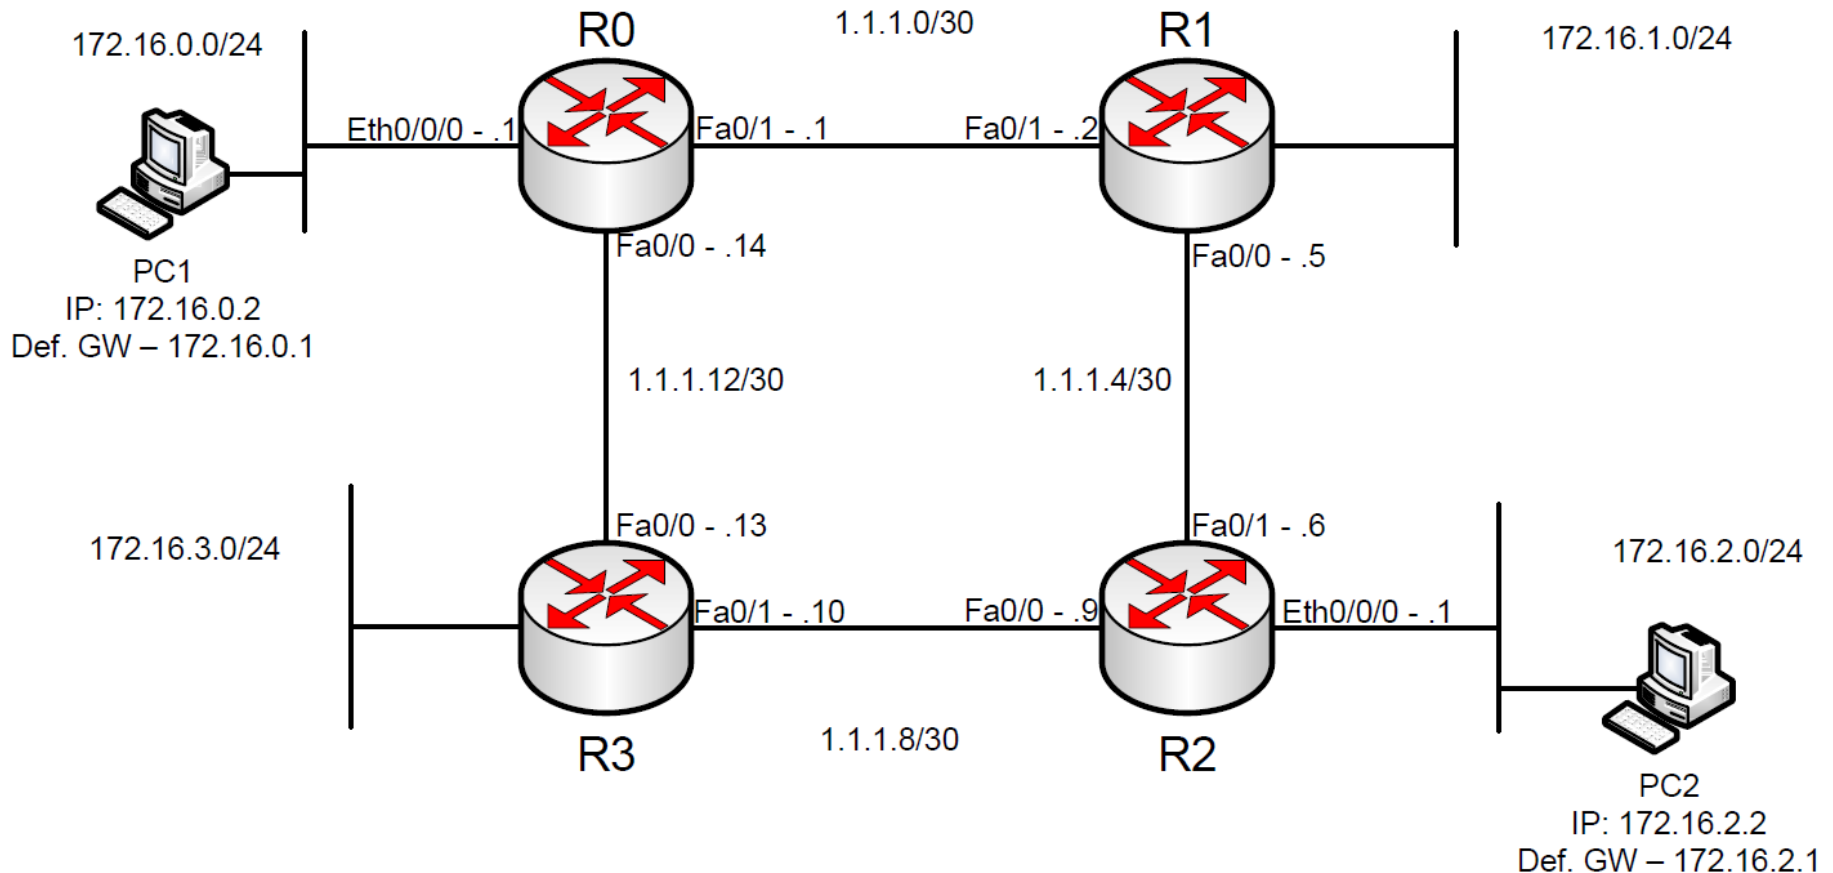 R0
1.1.1.0/30
R1
172.16.0.0/24
172.16.1.0/24
Eth0/0/0 - .1
Fa0/1 - .1
Fa0/1 - .2
Fa0/0 - .14
Fa0/0 - .5
PC1
IP: 172.16.0.2
Def. GW – 172.16.0.1
1.1.1.12/30
1.1.1.4/30
Fa0/0 - .13
Fa0/1 - .6
172.16.3.0/24
172.16.2.0/24
Fa0/1 - .10
Fa0/0 - .9
Eth0/0/0 - .1
R3
1.1.1.8/30
R2
PC2
IP: 172.16.2.2
Def. GW – 172.16.2.1